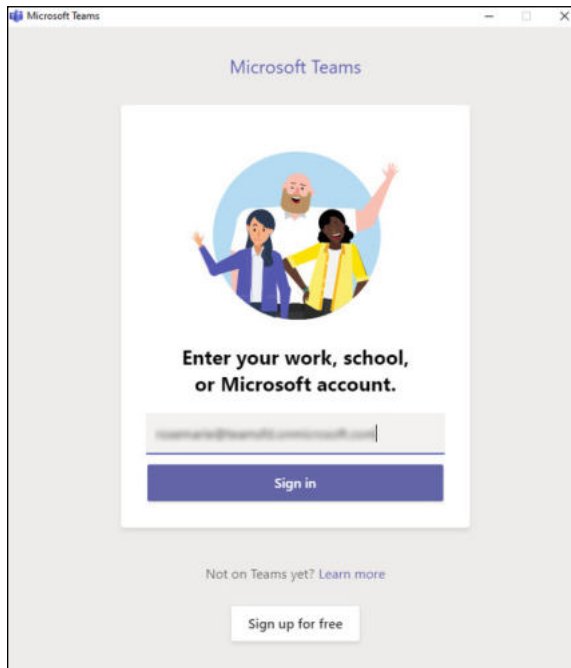 Microsoft Teams
Microsoft Teams
Enter your work, school,
or Microsoft account.
Sign in
Not on Teams yet? Learn more
Sign up for free